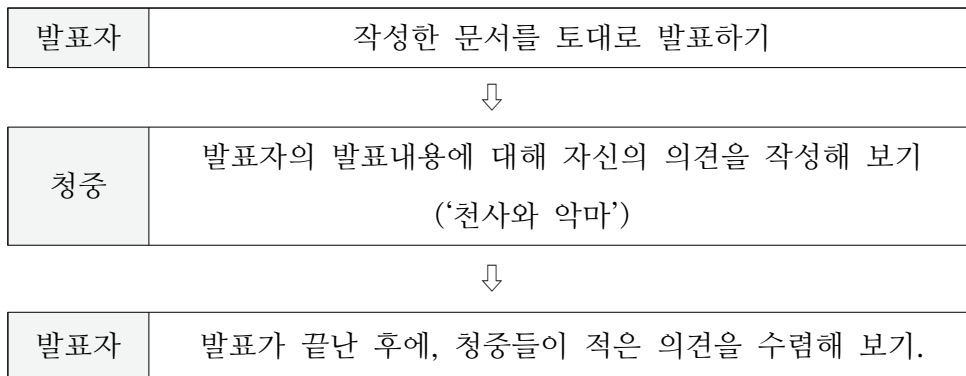 발표자 작성한 문서를 토대로 발표하기
⇩
청중 발표자의 발표내용에 대해 자신의 의견을 작성해 보기
(‘천사와 악마’)
⇩
발표자 발표가 끝난 후에, 청중들이 적은 의견을 수렴해 보기.